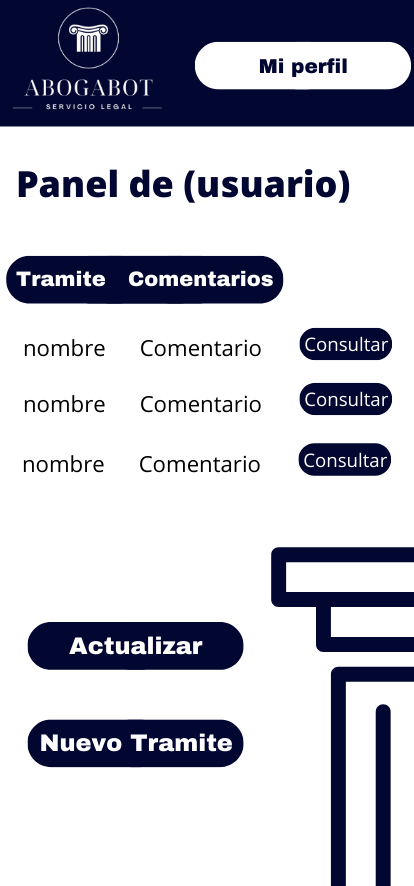 ABOGABOT
SERVICIO LEGAL
Mi perfil
Panel de (usuario)
Tramite Comentarios
nombre Comentario Consultar
nombre Comentario Consultar
nombre Comentario Consultar
Actualizar
Nuevo Tramite